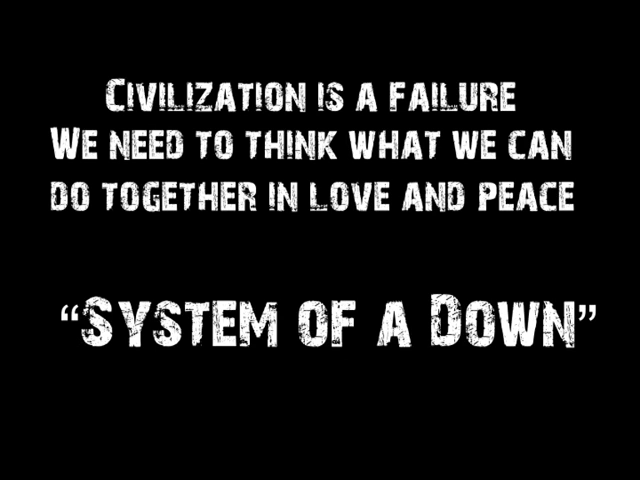 Civilization is a failure
We need to think what we can
do together in love and peace
“System of a Down”